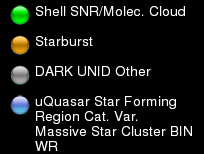 Shell SNR/Molec. Cloud
Starburst
DARK UNID Other
uQuasar Star Forming
Region Cat. Var.
Massive Star Cluster BIN
WR